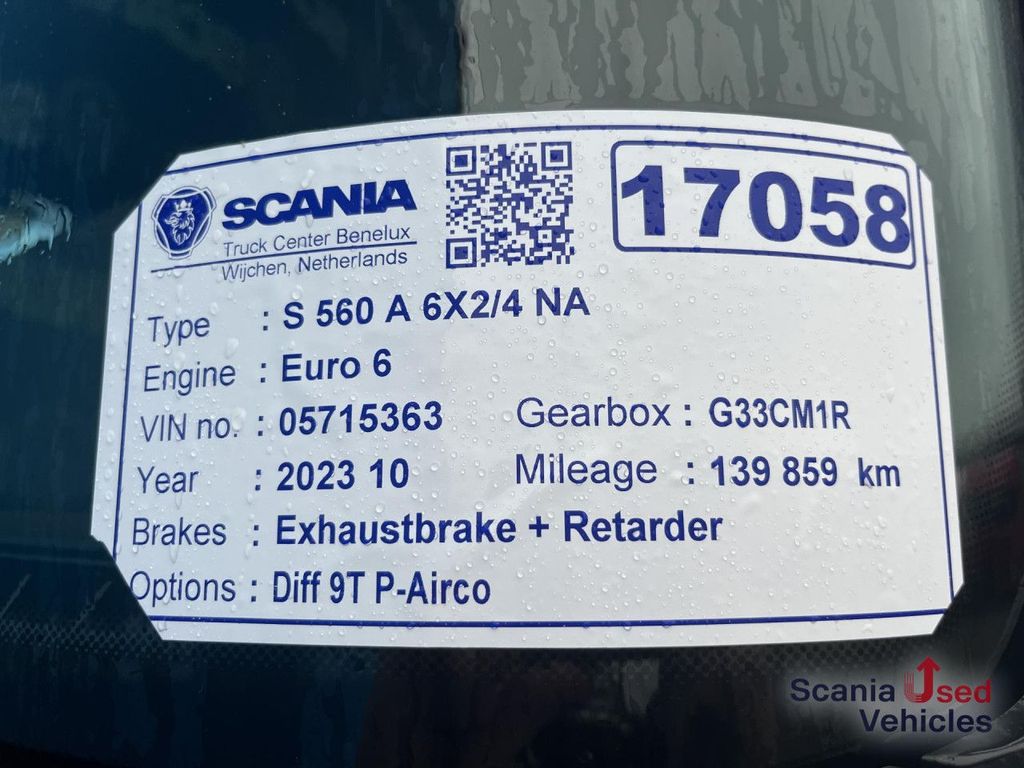 SCANIA
Truck Center Benelux
Wijchen, Netherlands
17058
Type : S 560 A 6X2/4 NA
Engine : Euro 6
VIN no. : 05715363 Gearbox : G33CM1R
Year : 2023 10 Mileage : 139 859 km
Brakes : Exhaustbrake + Retarder
Options : Diff 9T P-Airco
Scania Used
Vehicles